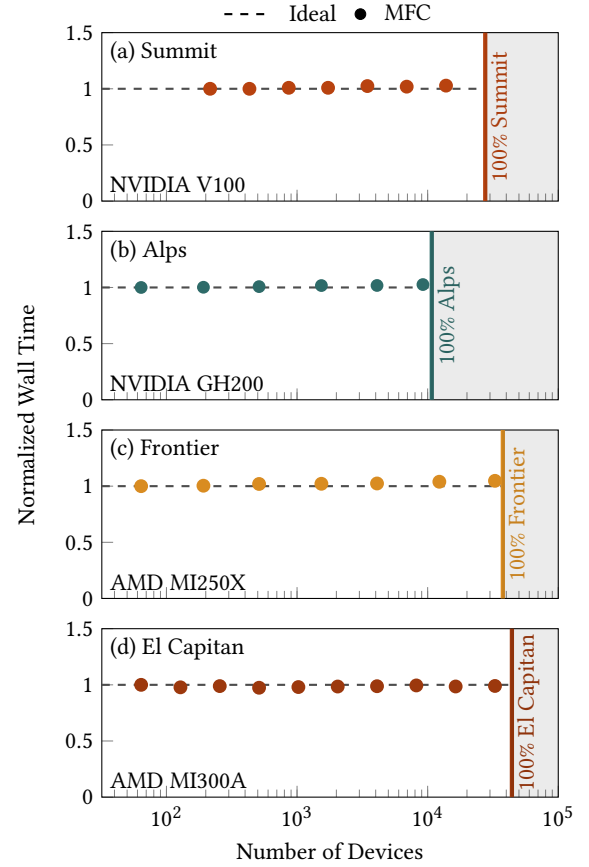 Ideal MFC
Normalized Wall Time
(a) Summit
1.5
1
0.5
0
NVIDIA V100
100% Summit
(b) Alps
1.5
1
0.5
0
NVIDIA GH200
100% Alps
(c) Frontier
1.5
1
0.5
0
AMD MI250X
100% Frontier
(d) El Capitan
1.5
1
0.5
0
AMD MI300A
100% El Capitan
10^2 10^3 10^4 10^5
Number of Devices